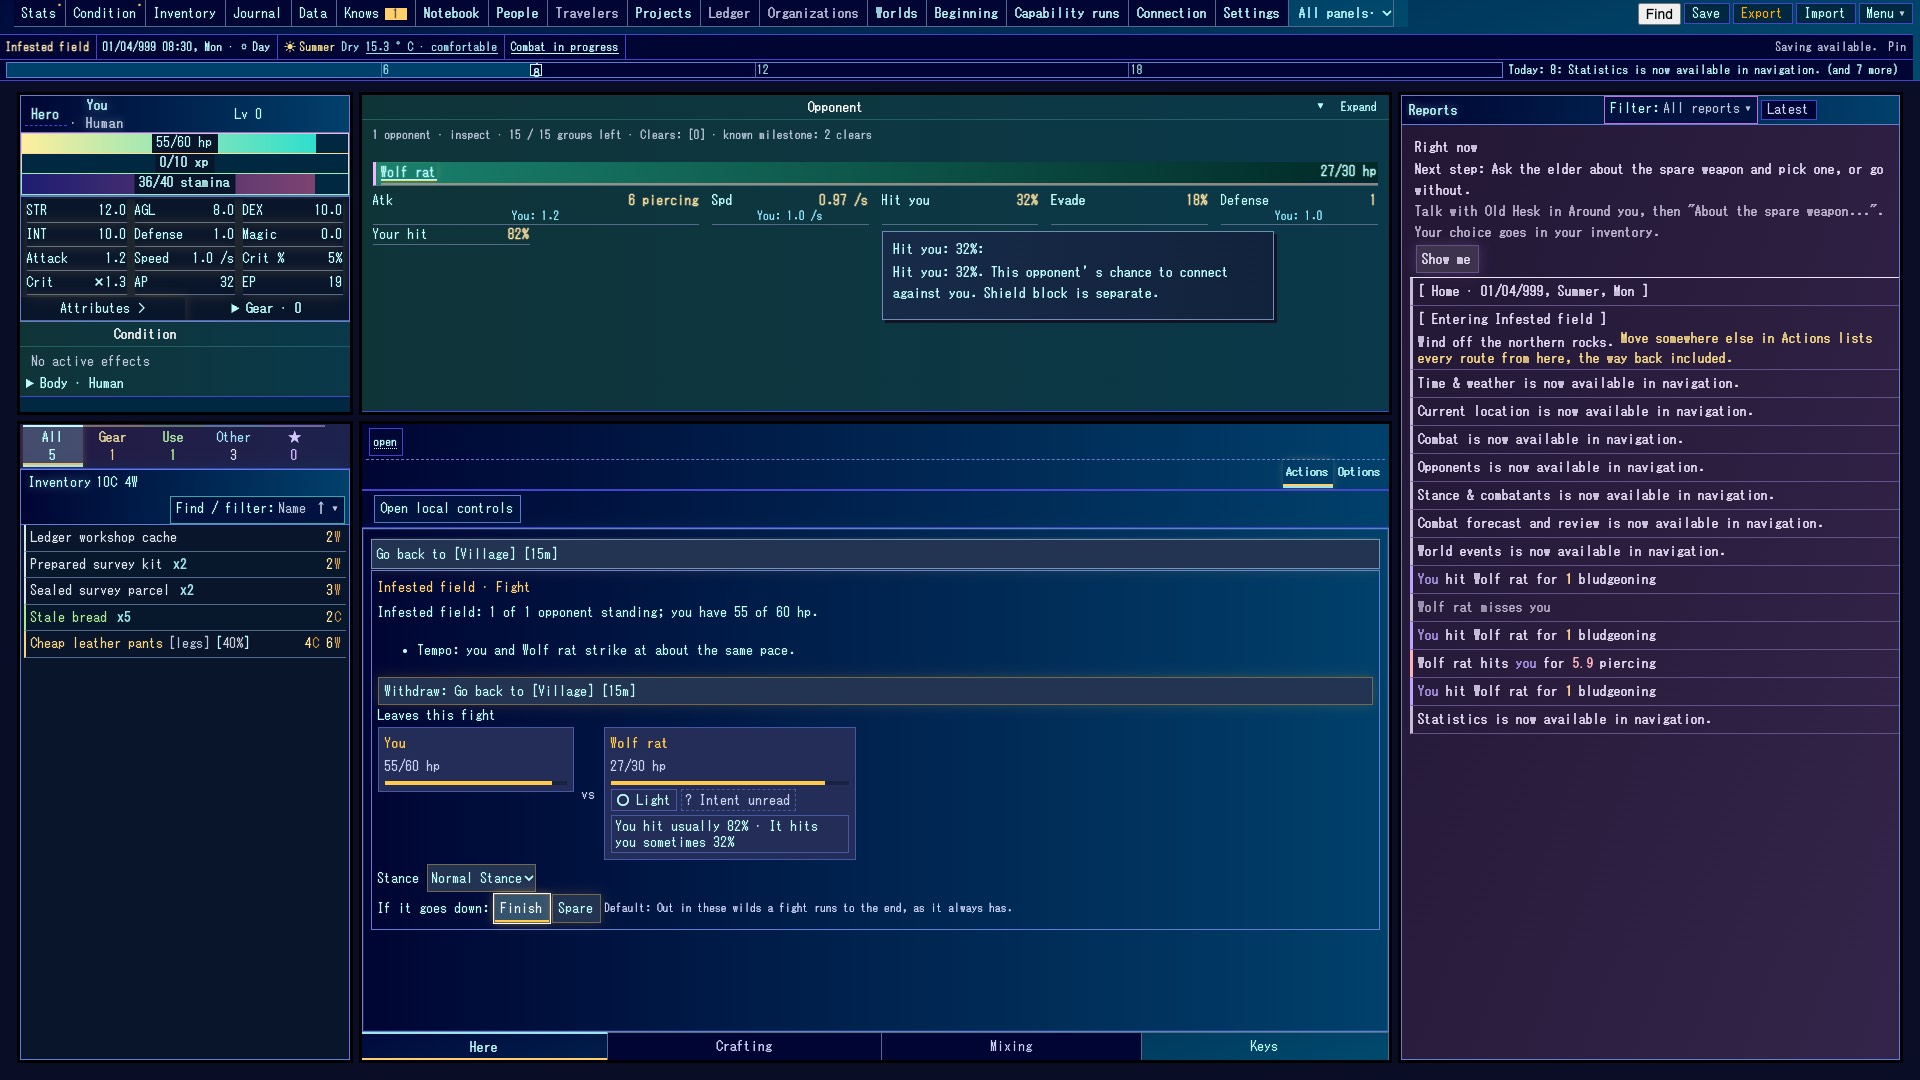 Stats Condition Inventory Journal Data Knows 1 Notebook People Travelers Projects Ledger Organizations Worlds Beginning Capability runs Connection Settings All panels· Find Save Export Import Menu ▾
Infested field 01/04/999 08:30, Mon · ¤ Day ☀ Summer Dry 15.3 ° C · comfortable Combat in progress Saving available. Pin
6 8 12 18 Today: 8: Statistics is now available in navigation. (and 7 more)
Hero · You Human Lv 0
55/60 hp
0/10 xp
36/40 stamina
STR 12.0 AGL 8.0 DEX 10.0
INT 10.0 Defense 1.0 Magic 0.0
Attack 1.2 Speed 1.0 /s Crit % 5%
Crit ×1.3 AP 32 EP 19
Attributes > ▶ Gear · 0
Condition
No active effects
▶ Body · Human
All 5 Gear 1 Use 1 Other 3 ★ 0
Inventory 10C 4W
Find / filter: Name ↑ ▾
Ledger workshop cache 2W
Prepared survey kit x2 2W
Sealed survey parcel x2 3W
Stale bread x5 2C
Cheap leather pants [legs] [40%] 4C 6W
Opponent ▼ Expand
1 opponent · inspect · 15 / 15 groups left · Clears: [0] · known milestone: 2 clears
Wolf rat 27/30 hp
Atk 6 piercing Spd 0.97 /s Hit you 32% Evade 18% Defense 1
You: 1.2 You: 1.0 /s You: 1.0
Your hit 82%
Hit you: 32%:
Hit you: 32%. This opponent's chance to connect
against you. Shield block is separate.
open
Actions Options
Open local controls
Go back to [Village] [15m]
Infested field · Fight
Infested field: 1 of 1 opponent standing; you have 55 of 60 hp.
• Tempo: you and Wolf rat strike at about the same pace.
Withdraw: Go back to [Village] [15m]
Leaves this fight
You
55/60 hp
vs
Wolf rat
27/30 hp
Light ? Intent unread
You hit usually 82% · It hits
you sometimes 32%
Stance Normal Stance
If it goes down: Finish Spare Default: Out in these wilds a fight runs to the end, as it always has.
Here Crafting Mixing Keys
Reports Filter: All reports ▾ Latest
Right now
Next step: Ask the elder about the spare weapon and pick one, or go
without.
Talk with Old Hesk in Around you, then "About the spare weapon...".
Your choice goes in your inventory.
Show me
[ Home · 01/04/999, Summer, Mon ]
[ Entering Infested field ]
Wind off the northern rocks. Move somewhere else in Actions lists
every route from here, the way back included.
Time & weather is now available in navigation.
Current location is now available in navigation.
Combat is now available in navigation.
Opponents is now available in navigation.
Stance & combatants is now available in navigation.
Combat forecast and review is now available in navigation.
World events is now available in navigation.
You hit Wolf rat for 1 bludgeoning
Wolf rat misses you
You hit Wolf rat for 1 bludgeoning
Wolf rat hits you for 5.9 piercing
You hit Wolf rat for 1 bludgeoning
Statistics is now available in navigation.